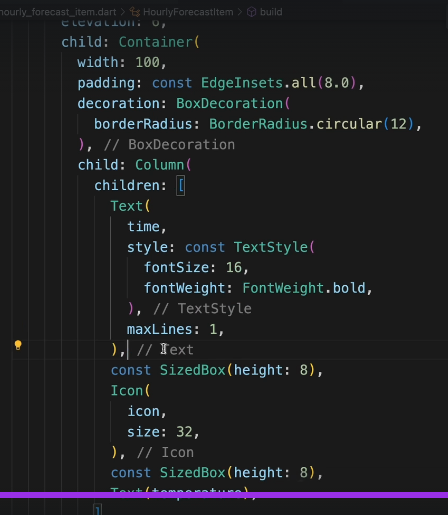 hourly_forecast_item.dart > HourlyForecastItem > build
elevation: 6,
child: Container(
width: 100,
padding: const EdgeInsets.all(8.0),
decoration: BoxDecoration(
borderRadius: BorderRadius.circular(12),
), // BoxDecoration
child: Column(
children: [
Text(
time,
style: const TextStyle(
fontSize: 16,
fontWeight: FontWeight.bold,
), // TextStyle
maxLines: 1,
), // Text
const SizedBox(height: 8),
Icon(
icon,
size: 32,
), // Icon
const SizedBox(height: 8),
Text(temperature),
]